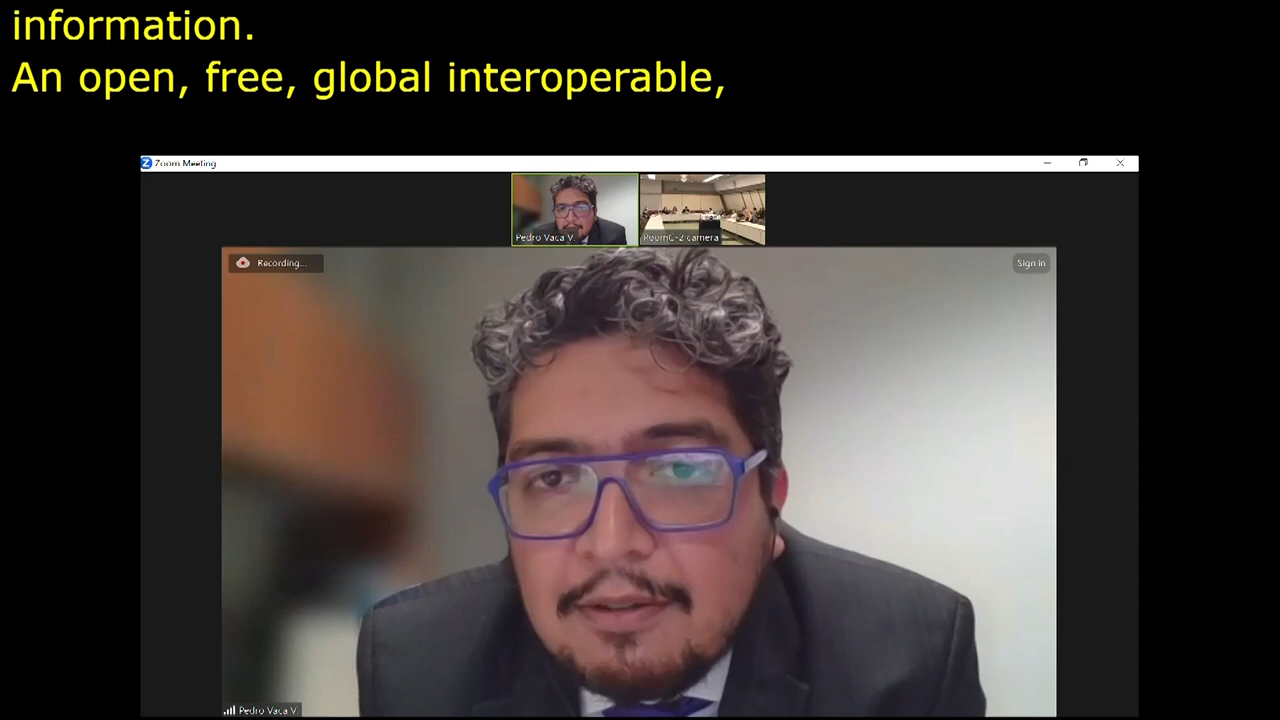 information.
An open, free, global interoperable,
Zoom Meeting
Pedro Vaca V.
RoomC-2 camera
Recording...
Sign in
Pedro Vaca V.